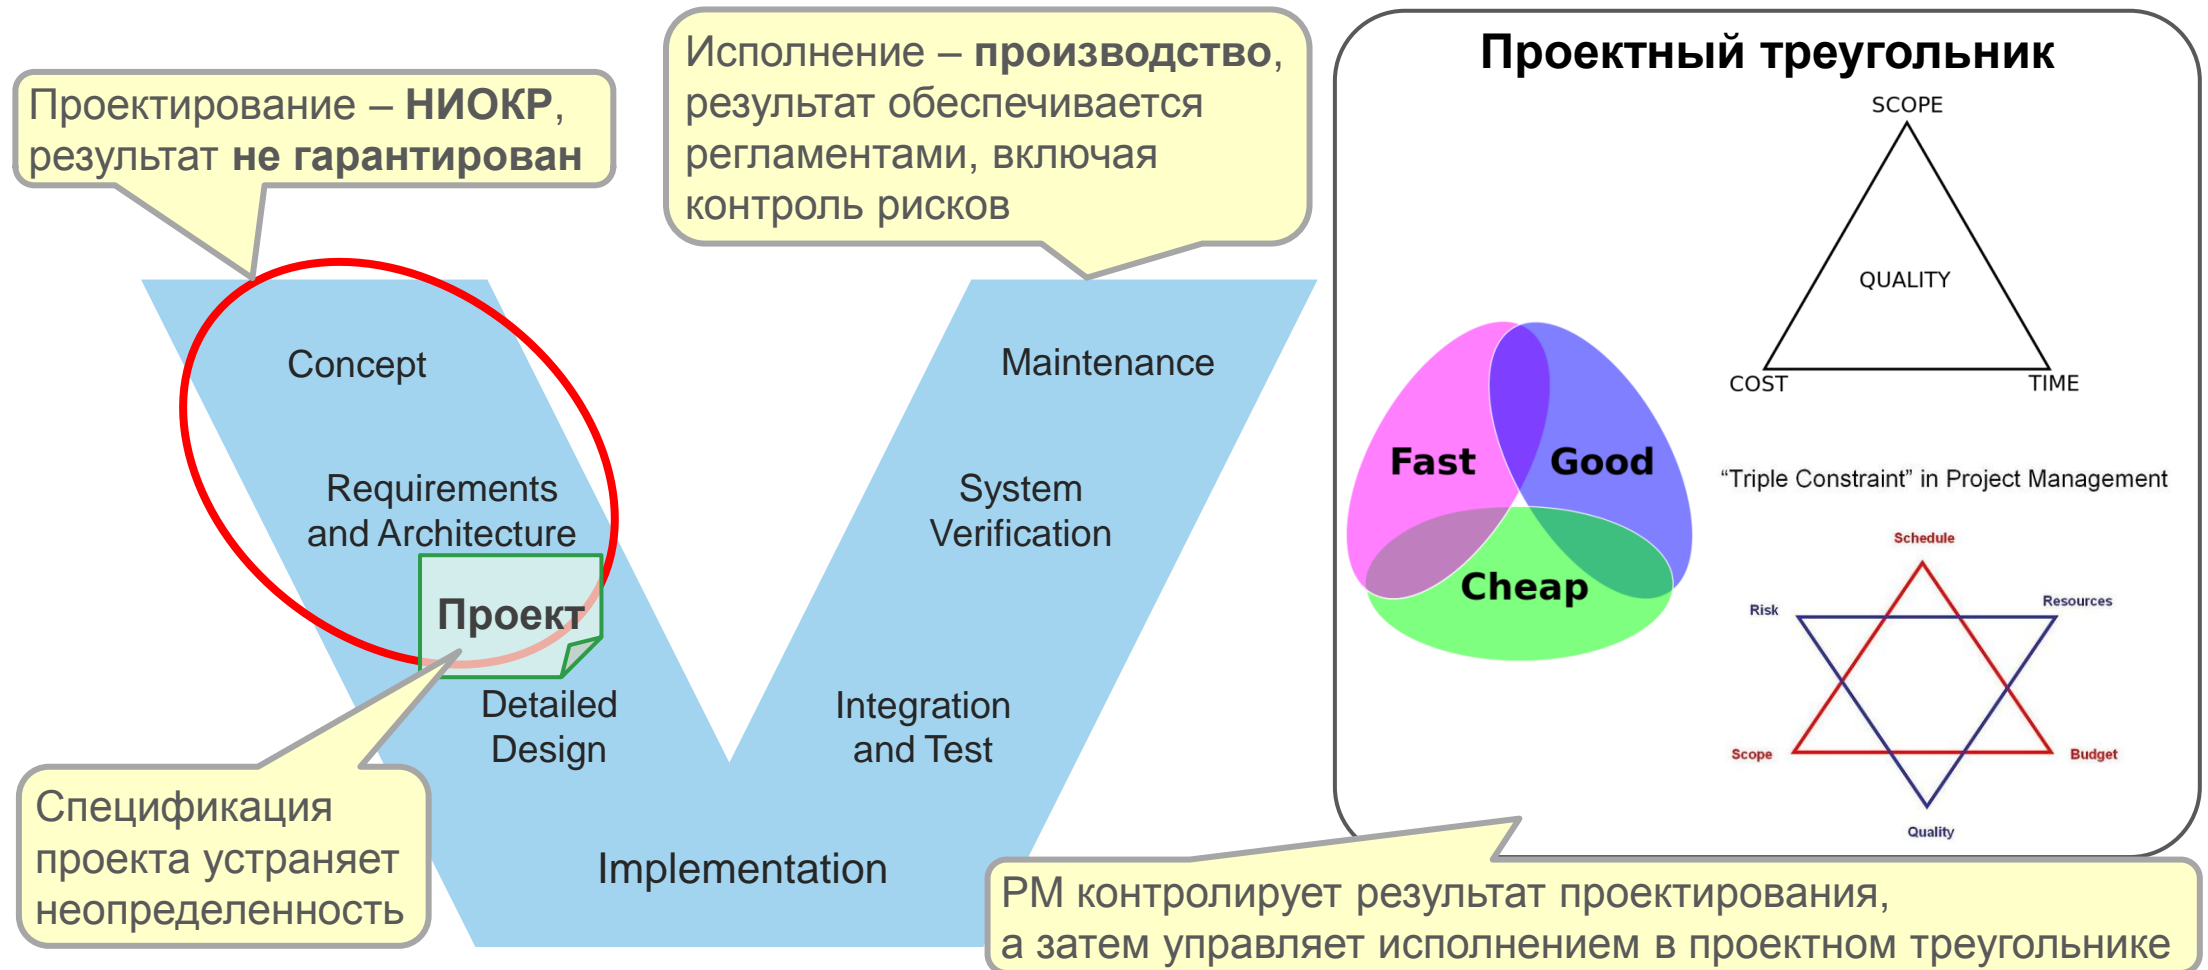 Проектирование – НИОКР,
результат не гарантирован
Исполнение – производство,
результат обеспечивается
регламентами, включая
контроль рисков
Concept
Requirements
and Architecture
Проект
Detailed
Design
Implementation
Integration
and Test
System
Verification
Maintenance
Спецификация
проекта устраняет
неопределенность
Проектный треугольник
SCOPE
QUALITY
COST
TIME
Fast
Good
Cheap
“Triple Constraint” in Project Management
Schedule
Risk
Resources
Scope
Budget
Quality
PM контролирует результат проектирования,
а затем управляет исполнением в проектном треугольнике